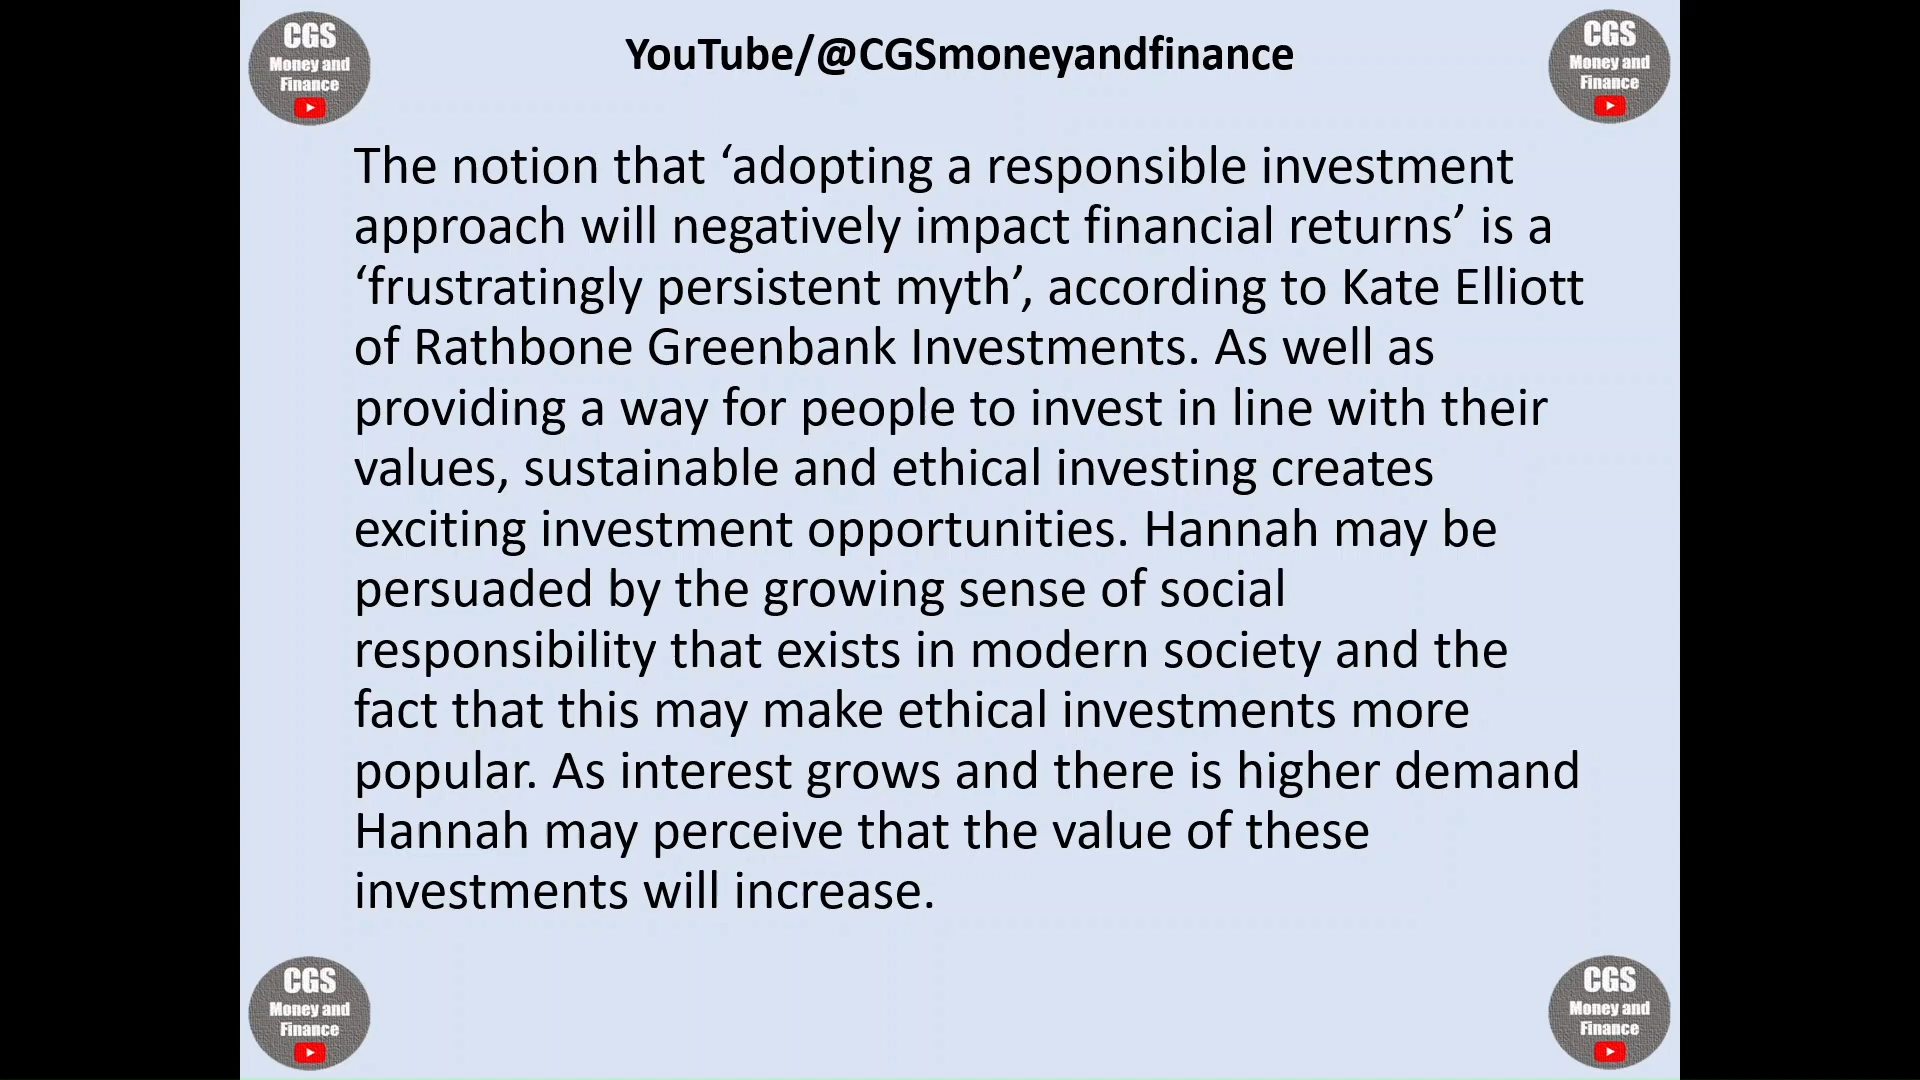 CGS
Money and
Finance
YouTube/@CGSmoneyandfinance
CGS
Money and
Finance
The notion that ‘adopting a responsible investment
approach will negatively impact financial returns’ is a
‘frustratingly persistent myth’, according to Kate Elliott
of Rathbone Greenbank Investments. As well as
providing a way for people to invest in line with their
values, sustainable and ethical investing creates
exciting investment opportunities. Hannah may be
persuaded by the growing sense of social
responsibility that exists in modern society and the
fact that this may make ethical investments more
popular. As interest grows and there is higher demand
Hannah may perceive that the value of these
investments will increase.
CGS
Money and
Finance
CGS
Money and
Finance